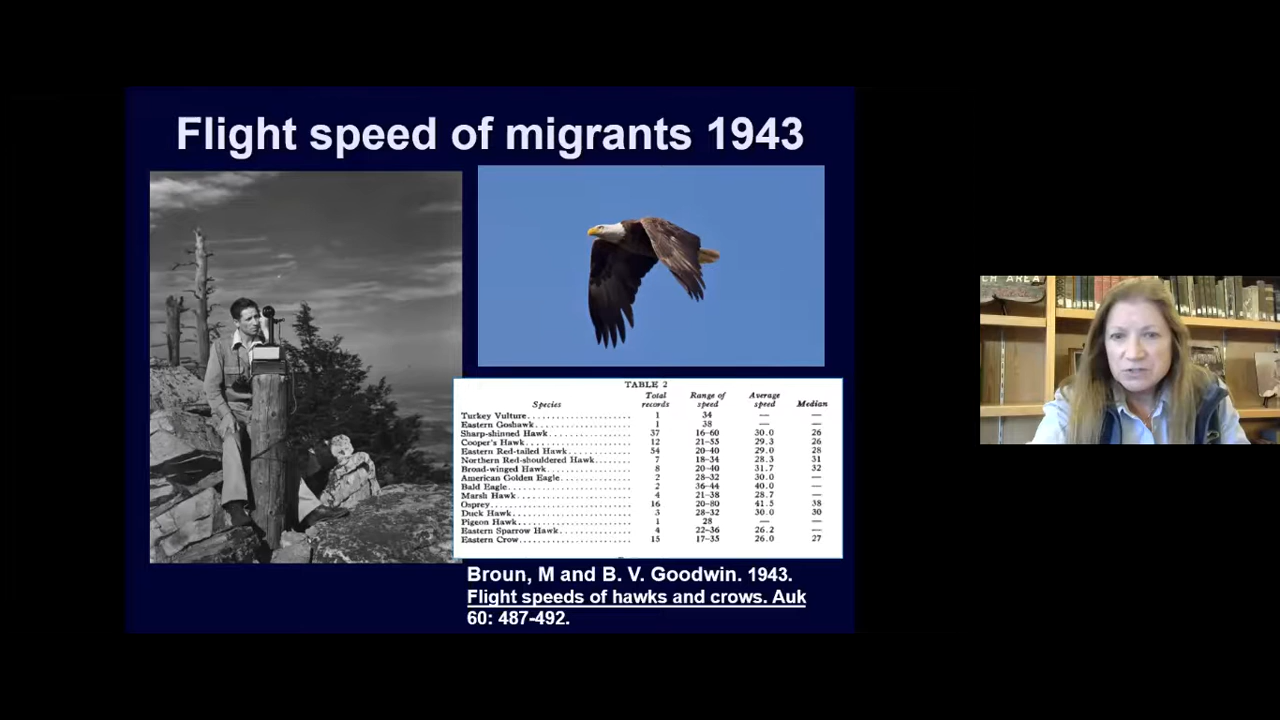 Flight speed of migrants 1943
TABLE 2
Species Total records Range of speed Average speed Median
Turkey Vulture 1 34 — —
Eastern Goshawk 1 38 — —
Sharp-shinned Hawk 37 16–60 30.0 26
Cooper's Hawk 12 21–55 29.3 26
Eastern Red-tailed Hawk 54 20–40 29.0 28
Northern Red-shouldered Hawk 7 18–34 28.3 31
Broad-winged Hawk 8 20–40 31.7 32
American Golden Eagle 2 28–32 30.0 —
Bald Eagle 2 36–44 40.0 —
Marsh Hawk 4 21–38 28.7 —
Osprey 16 20–80 41.5 38
Duck Hawk 3 28–32 30.0 30
Pigeon Hawk 1 28 — —
Eastern Sparrow Hawk 4 22–36 26.2 —
Eastern Crow 15 17–35 26.0 27
Broun, M and B. V. Goodwin. 1943.
Flight speeds of hawks and crows. Auk
60: 487-492.
AREA